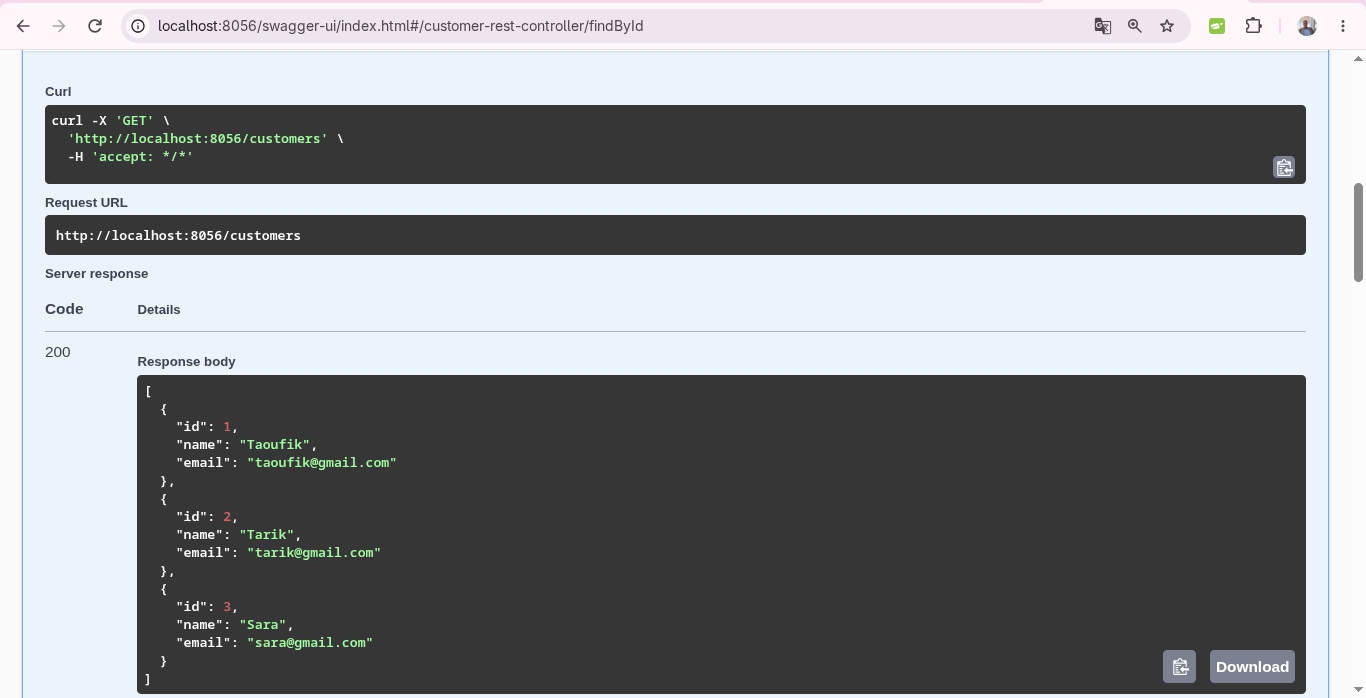 localhost:8056/swagger-ui/index.html#/customer-rest-controller/findById
Curl
curl -X 'GET' \
  'http://localhost:8056/customers' \
  -H 'accept: */*'
Request URL
http://localhost:8056/customers
Server response
Code Details
200
Response body
[
  {
    "id": 1,
    "name": "Taoufik",
    "email": "taoufik@gmail.com"
  },
  {
    "id": 2,
    "name": "Tarik",
    "email": "tarik@gmail.com"
  },
  {
    "id": 3,
    "name": "Sara",
    "email": "sara@gmail.com"
  }
]
Download